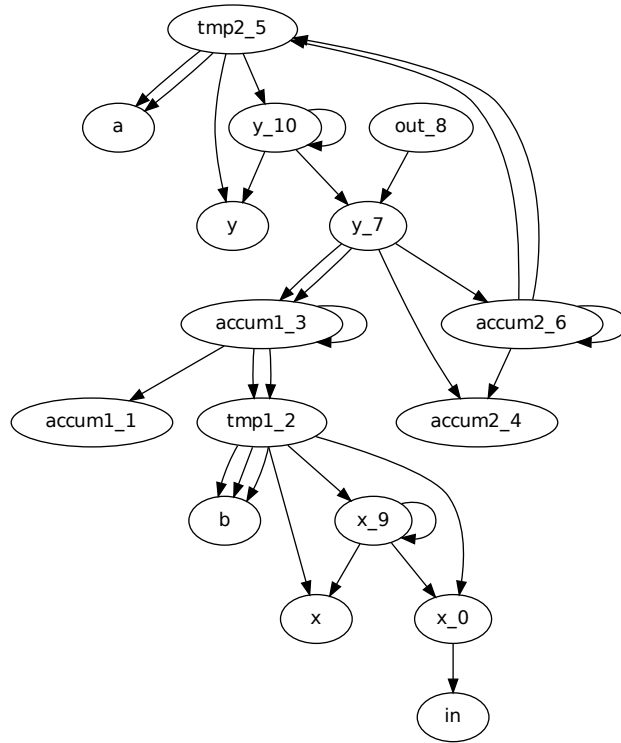 tmp2_5
a
y_10
out_8
y
y_7
accum1_3
accum2_6
accum1_1
tmp1_2
accum2_4
b
x_9
x
x_0
in